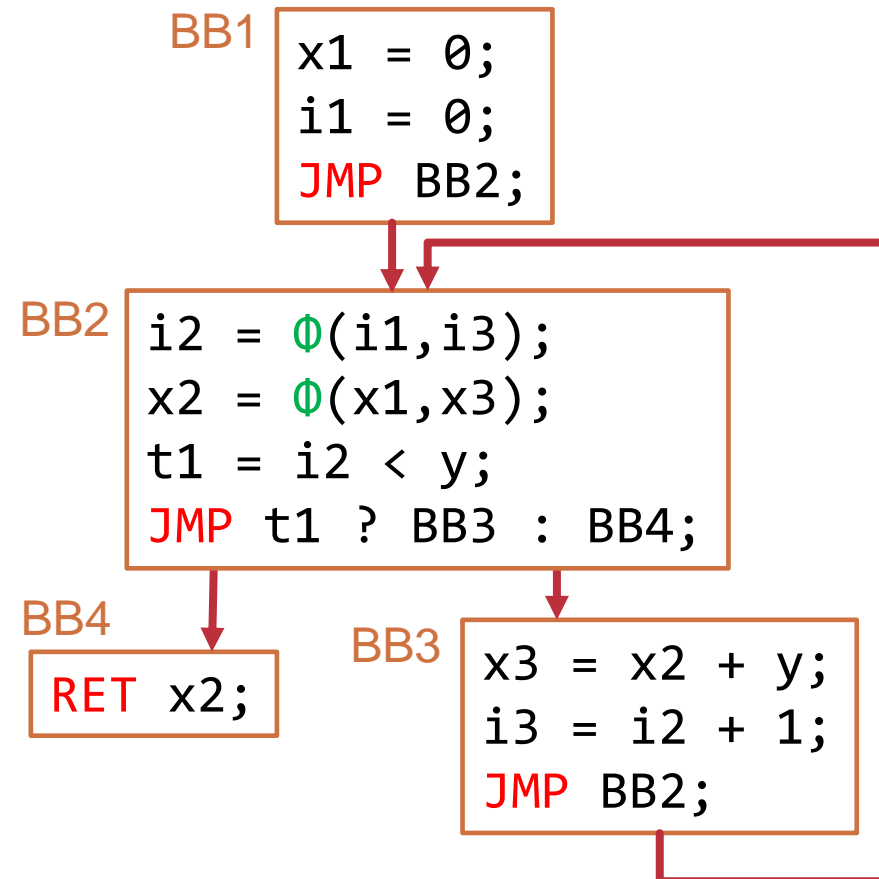 BB1
x1 = 0;
i1 = 0;
JMP BB2;
BB2
i2 = Φ(i1,i3);
x2 = Φ(x1,x3);
t1 = i2 < y;
JMP t1 ? BB3 : BB4;
BB4
RET x2;
BB3
x3 = x2 + y;
i3 = i2 + 1;
JMP BB2;